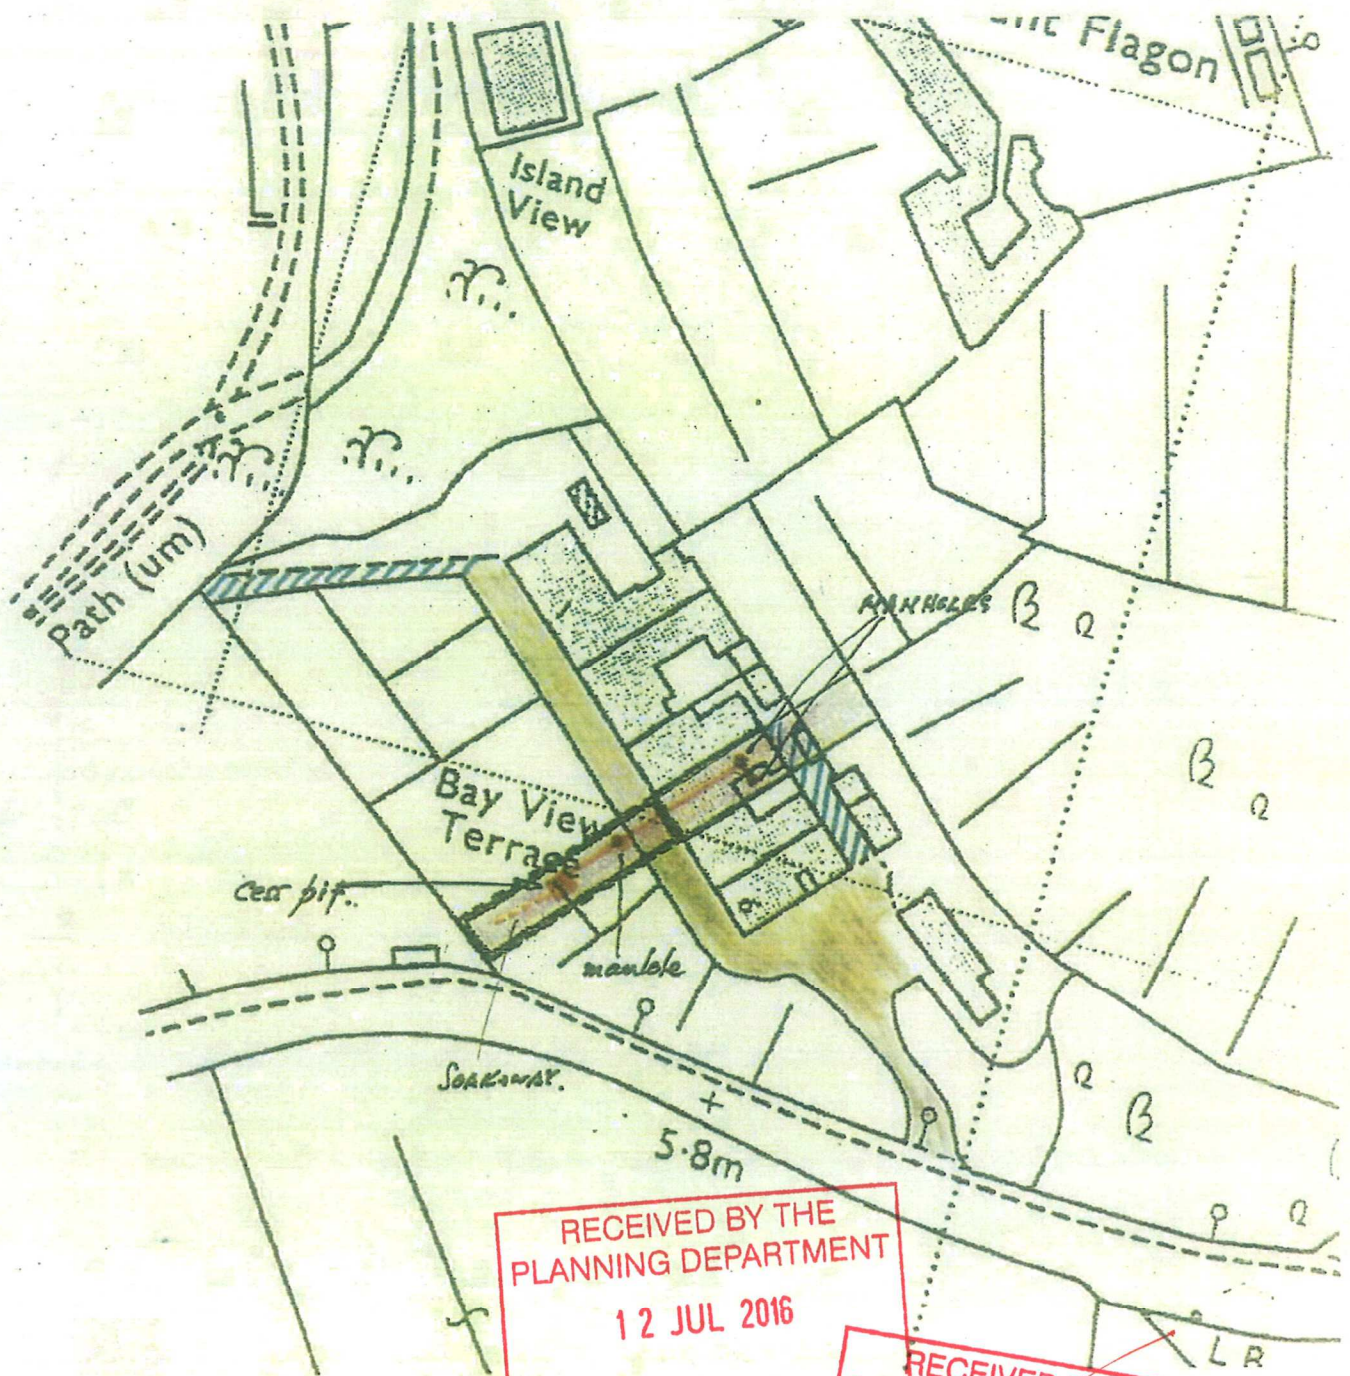 Flagon
Island
View
Path (um)
MANHOLES
Bay View
Terrace
Cess pit.
manhole
SOAKAWAY.
5·8m
RECEIVED BY THE
PLANNING DEPARTMENT
12 JUL 2016
RECEIVED
L B